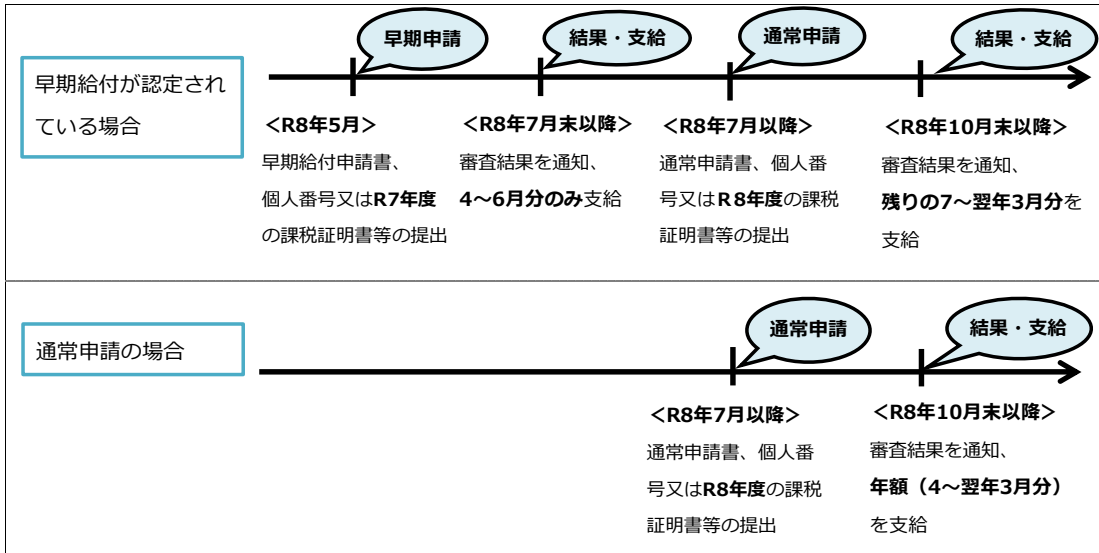 早期給付が認定され
ている場合
早期申請
結果・支給
通常申請
結果・支給
＜R8年5月＞
早期給付申請書、
個人番号又はR7年度
の課税証明書等の提出
＜R8年7月末以降＞
審査結果を通知、
4～6月分のみ支給
＜R8年7月以降＞
通常申請書、個人番
号又はＲ8年度の課税
証明書等の提出
＜R8年10月末以降＞
審査結果を通知、
残りの7～翌年3月分を
支給
通常申請の場合
通常申請
結果・支給
＜R8年7月以降＞
通常申請書、個人番
号又はR8年度の課税
証明書等の提出
＜R8年10月末以降＞
審査結果を通知、
年額（4～翌年3月分）
を支給